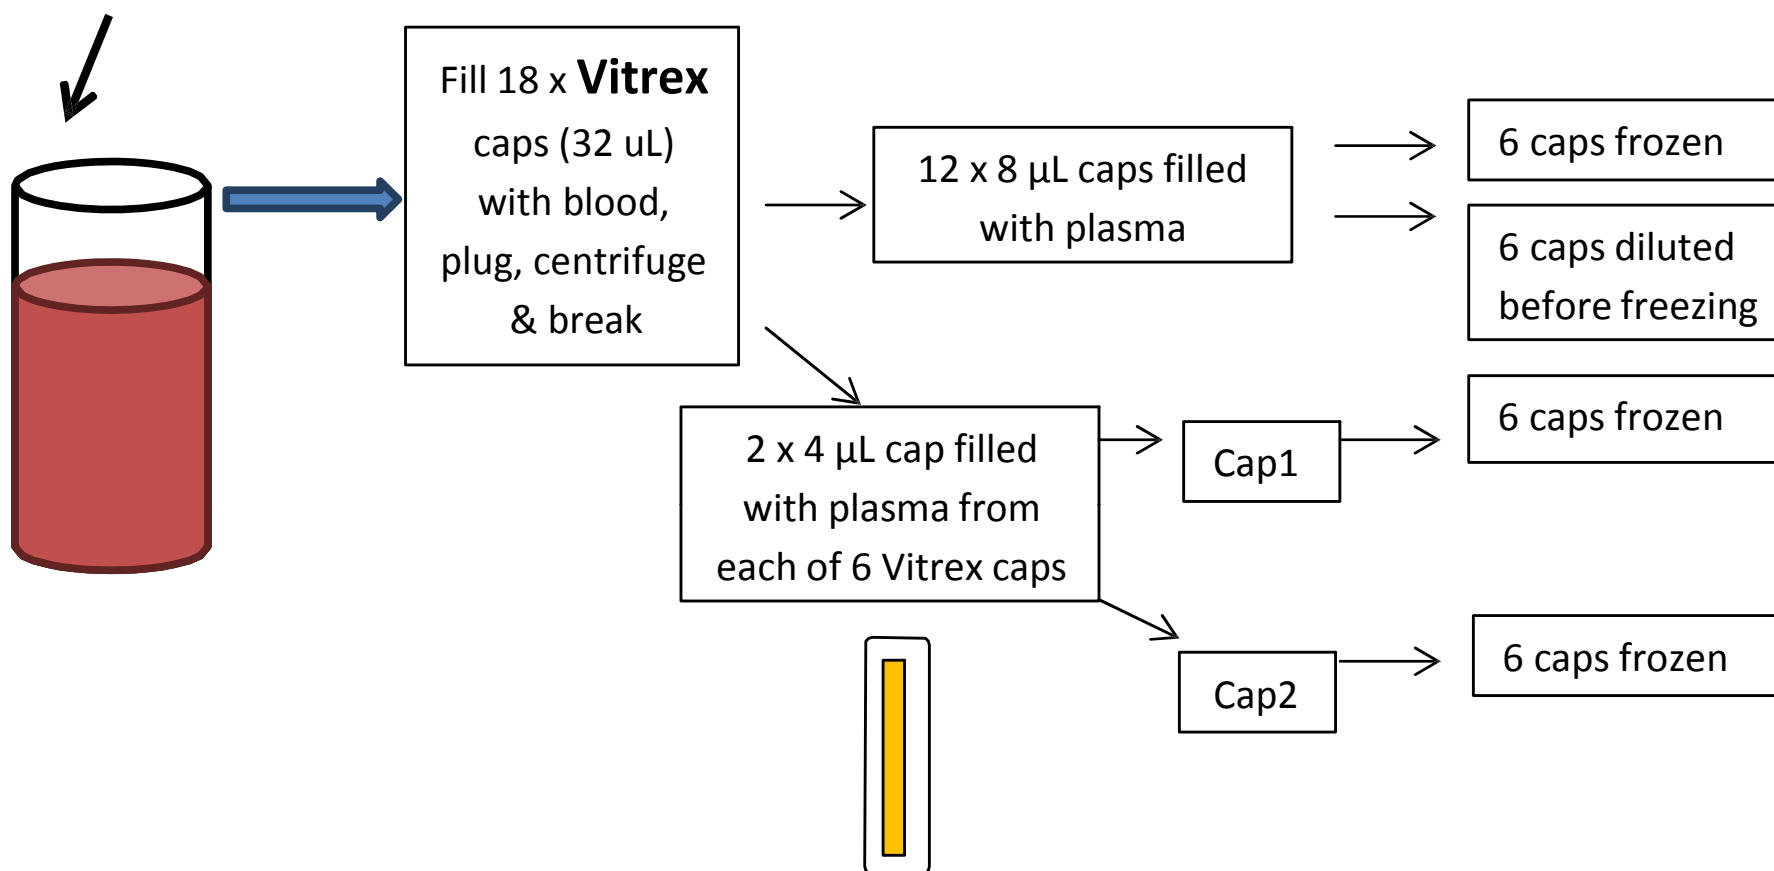 Fill 18 x Vitrex
caps (32 uL)
with blood,
plug, centrifuge
& break
12 x 8 µL caps filled
with plasma
6 caps frozen
6 caps diluted
before freezing
2 x 4 µL cap filled
with plasma from
each of 6 Vitrex caps
Cap1
6 caps frozen
Cap2
6 caps frozen